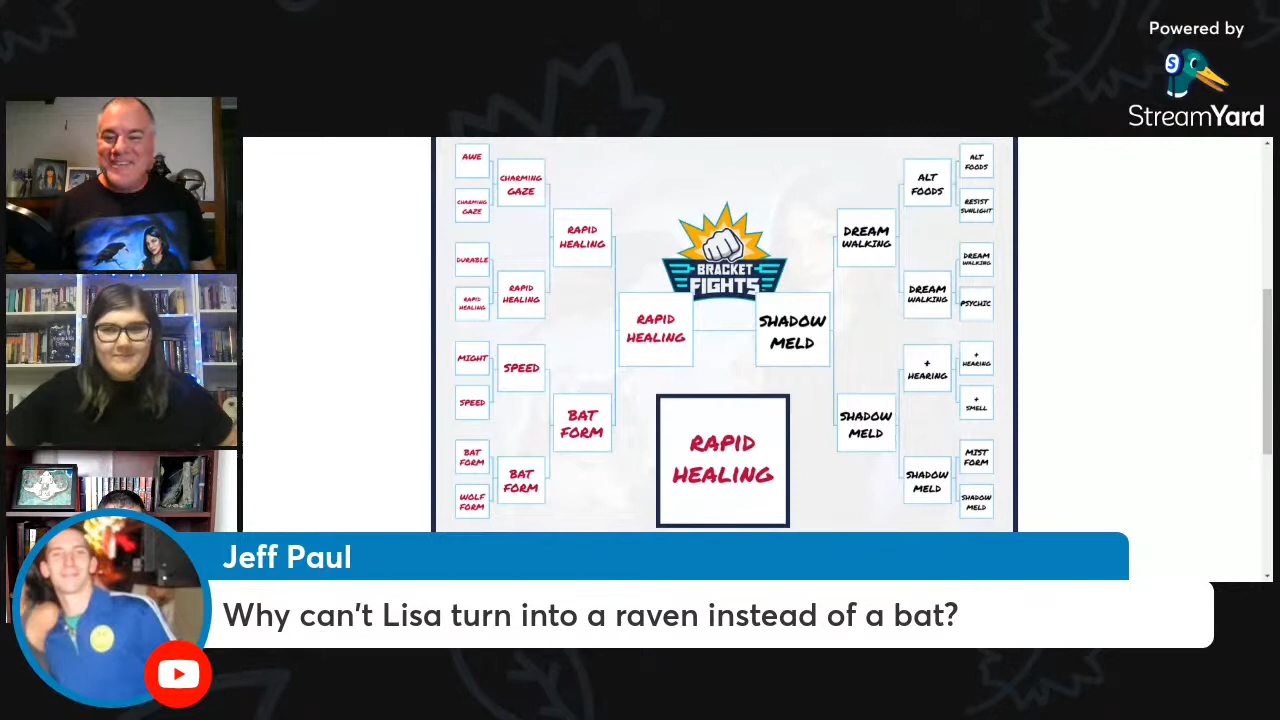 Powered by
S
StreamYard
AWE
CHARMING
GAZE
CHARMING
GAZE
DURABLE
RAPID
HEALING
RAPID
HEALING
RAPID
HEALING
MIGHT
SPEED
SPEED
BAT
FORM
BAT
FORM
WOLF
FORM
BAT
FORM
RAPID
HEALING
BRACKET
FIGHTS
SHADOW
MELD
RAPID
HEALING
DREAM
WALKING
SHADOW
MELD
ALT
FOODS
DREAM
WALKING
+
HEARING
SHADOW
MELD
ALT
FOODS
RESIST
SUNLIGHT
DREAM
WALKING
PSYCHIC
+
HEARING
+
SMELL
MIST
FORM
SHADOW
MELD
Jeff Paul
Why can't Lisa turn into a raven instead of a bat?